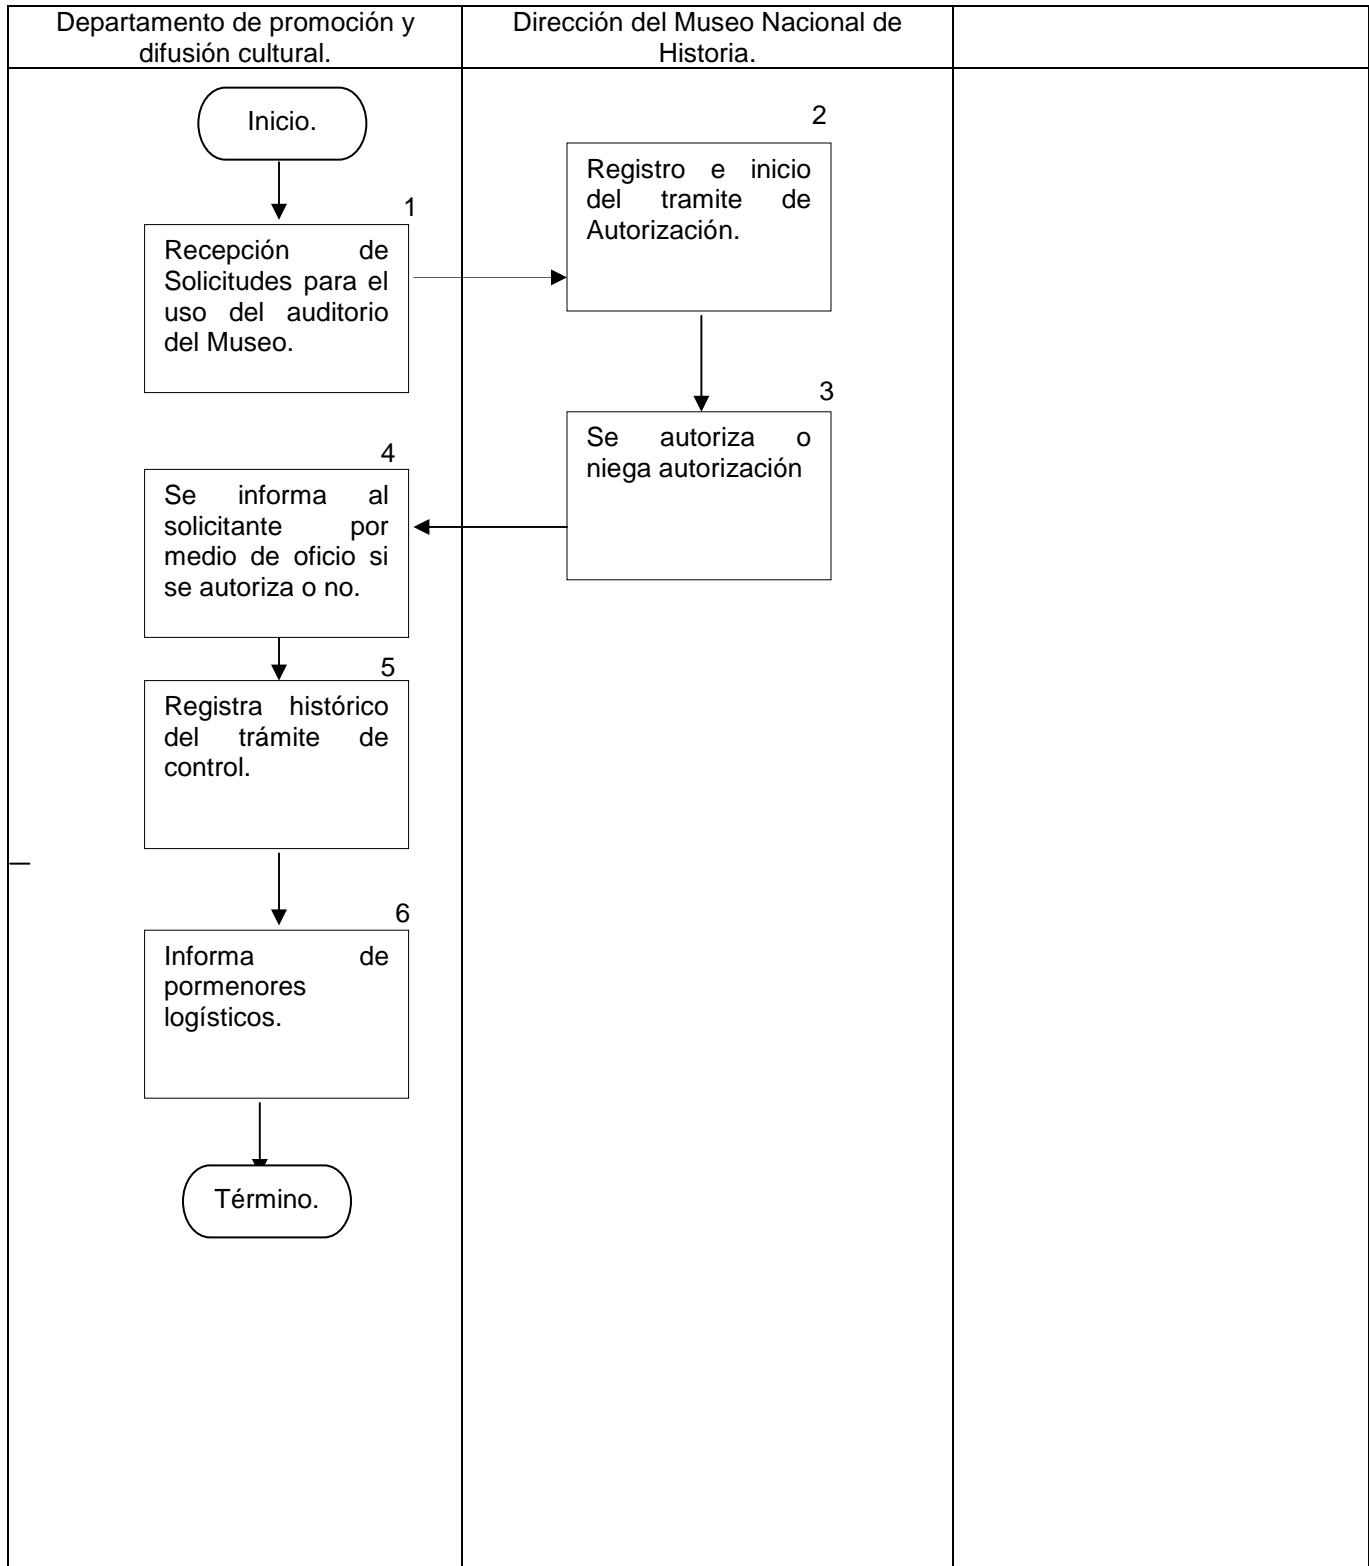 Departamento de promoción y
difusión cultural.
Dirección del Museo Nacional de
Historia.
Inicio.
1
Recepción de
Solicitudes para el
uso del auditorio
del Museo.
2
Registro e inicio
del tramite de
Autorización.
3
Se autoriza o
niega autorización
4
Se informa al
solicitante por
medio de oficio si
se autoriza o no.
5
Registra histórico
del trámite de
control.
6
Informa de
pormenores
logísticos.
Término.